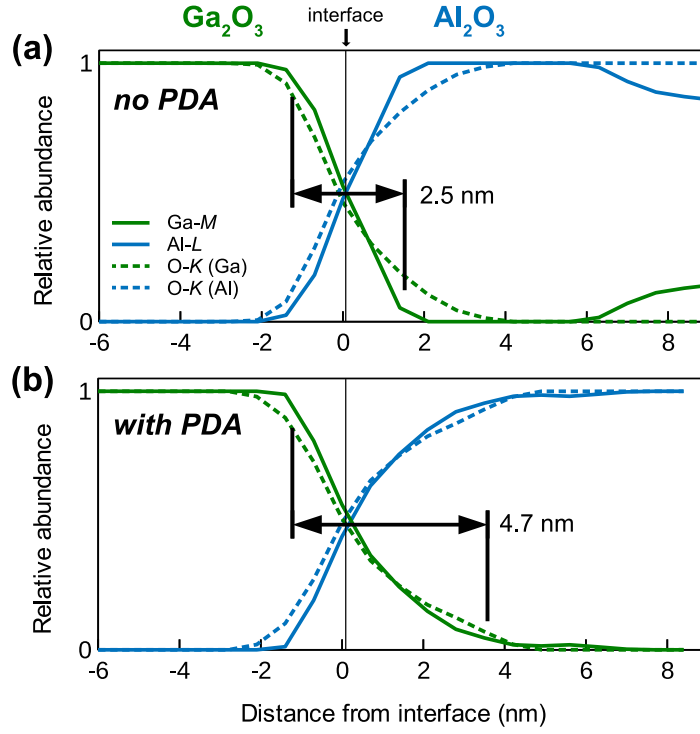 Ga₂O₃ interface Al₂O₃
(a)
1
no PDA
2.5 nm
Ga-M
Al-L
O-K (Ga)
O-K (Al)
Relative abundance
0
-6 -4 -2 0 2 4 6 8
(b)
1
with PDA
4.7 nm
Relative abundance
0
-6 -4 -2 0 2 4 6 8
Distance from interface (nm)